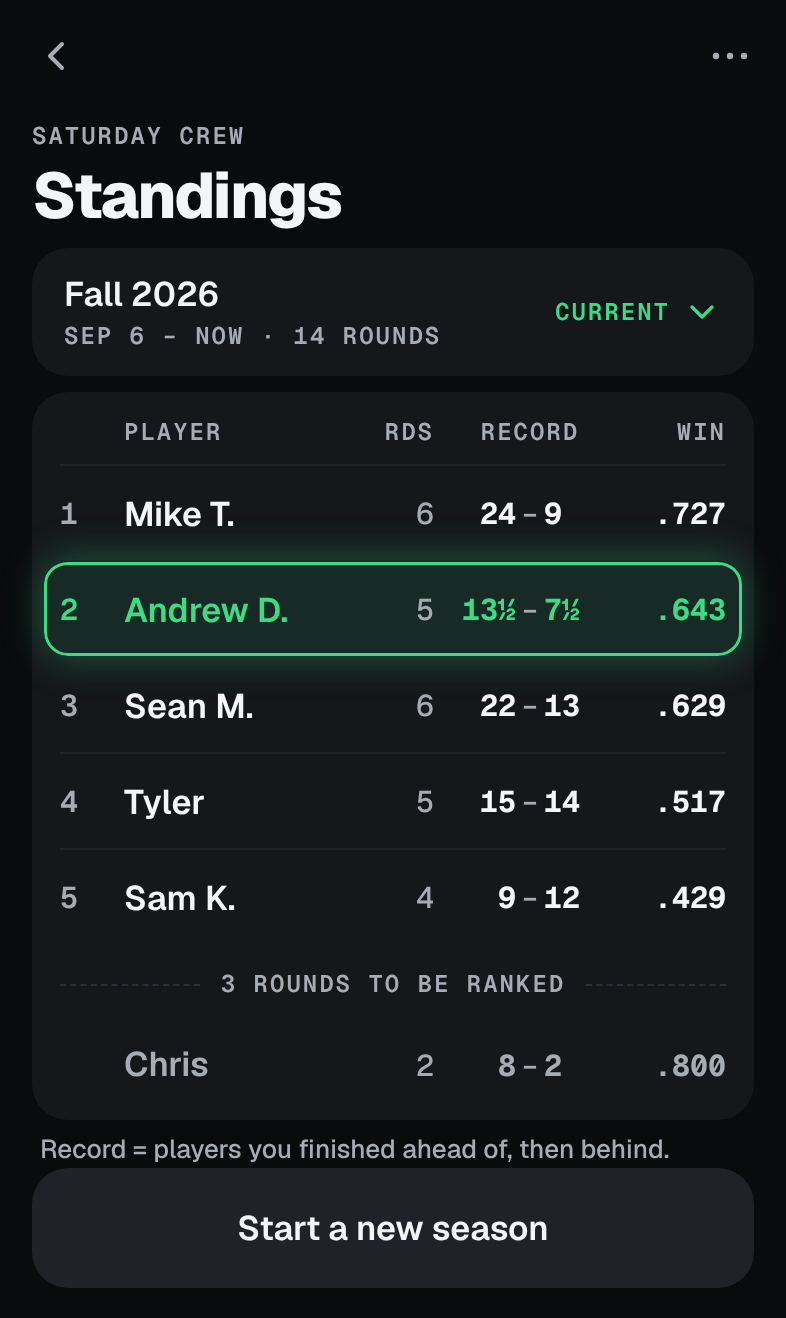 SATURDAY CREW
Standings
Fall 2026
SEP 6 – NOW · 14 ROUNDS
CURRENT
PLAYER RDS RECORD WIN
1 Mike T. 6 24 – 9 .727
2 Andrew D. 5 13½ – 7½ .643
3 Sean M. 6 22 – 13 .629
4 Tyler 5 15 – 14 .517
5 Sam K. 4 9 – 12 .429
3 ROUNDS TO BE RANKED
Chris 2 8 – 2 .800
Record = players you finished ahead of, then behind.
Start a new season